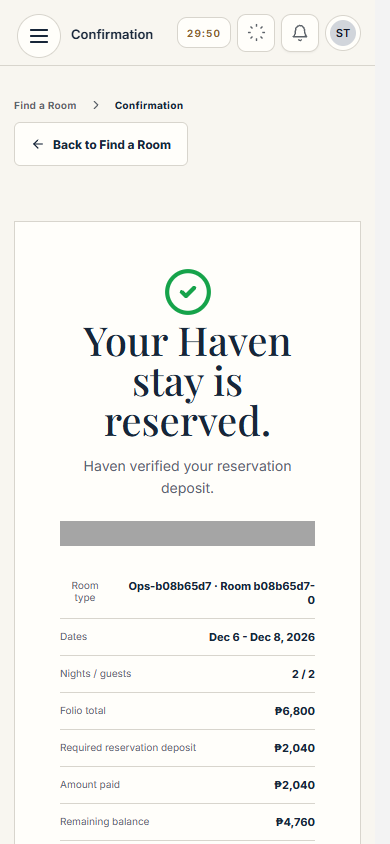 Confirmation
29:50
ST
Find a Room
Confirmation
Back to Find a Room
Your Haven
stay is
reserved.
Haven verified your reservation
deposit.
Room
type
Ops-b08b65d7 · Room b08b65d7-
0
Dates
Dec 6 - Dec 8, 2026
Nights / guests
2 / 2
Folio total
₱6,800
Required reservation deposit
₱2,040
Amount paid
₱2,040
Remaining balance
₱4,760